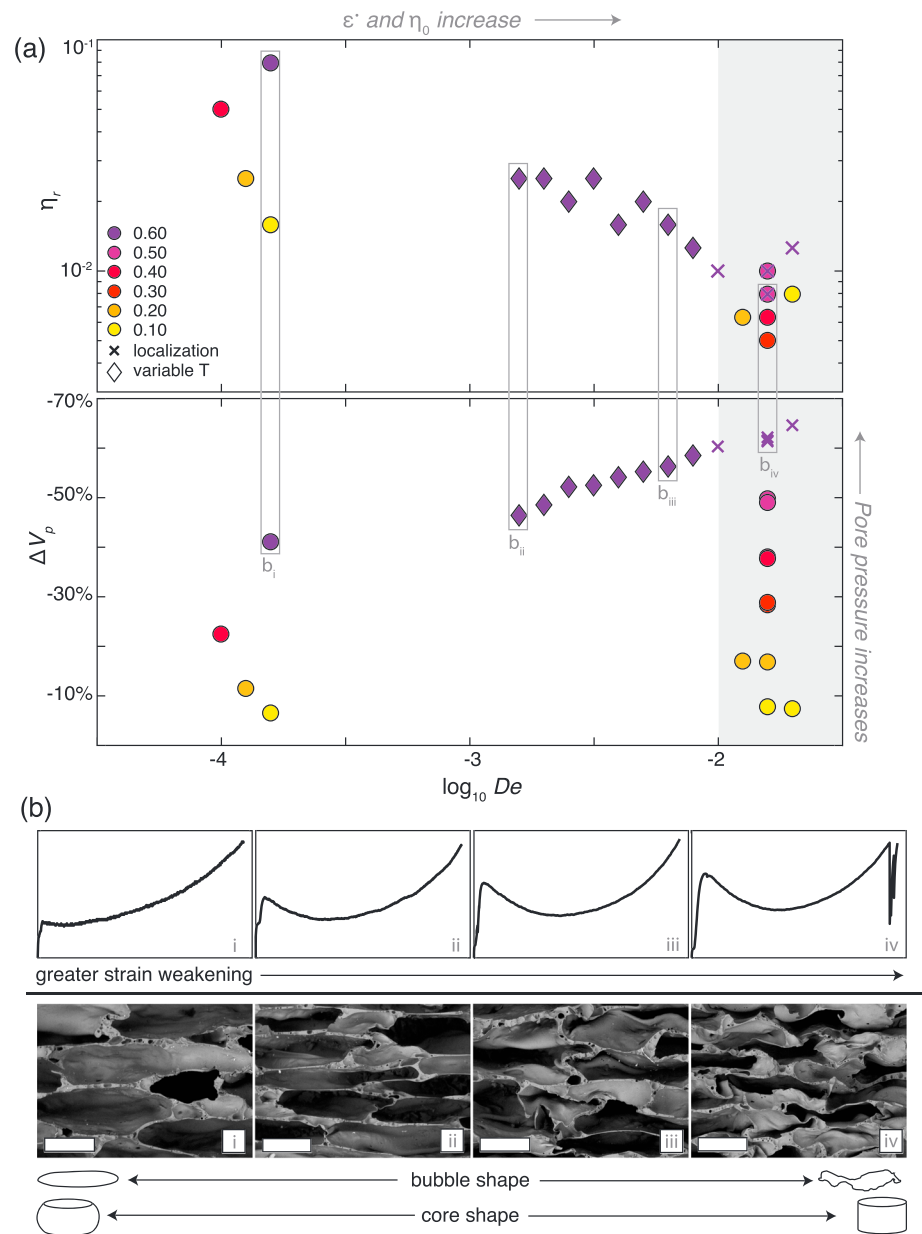 ε˙ and η₀ increase
(a)
10⁻¹
ηᵣ
0.60
0.50
0.40
0.30
0.20
0.10
localization
variable T
10⁻²
-70%
-50%
-30%
-10%
ΔVₚ
bᵢ
bᵢᵢ
bᵢᵢᵢ
bᵢᵥ
Pore pressure increases
-4
-3
-2
log₁₀ De
(b)
i
ii
iii
iv
greater strain weakening
i
ii
iii
iv
bubble shape
core shape